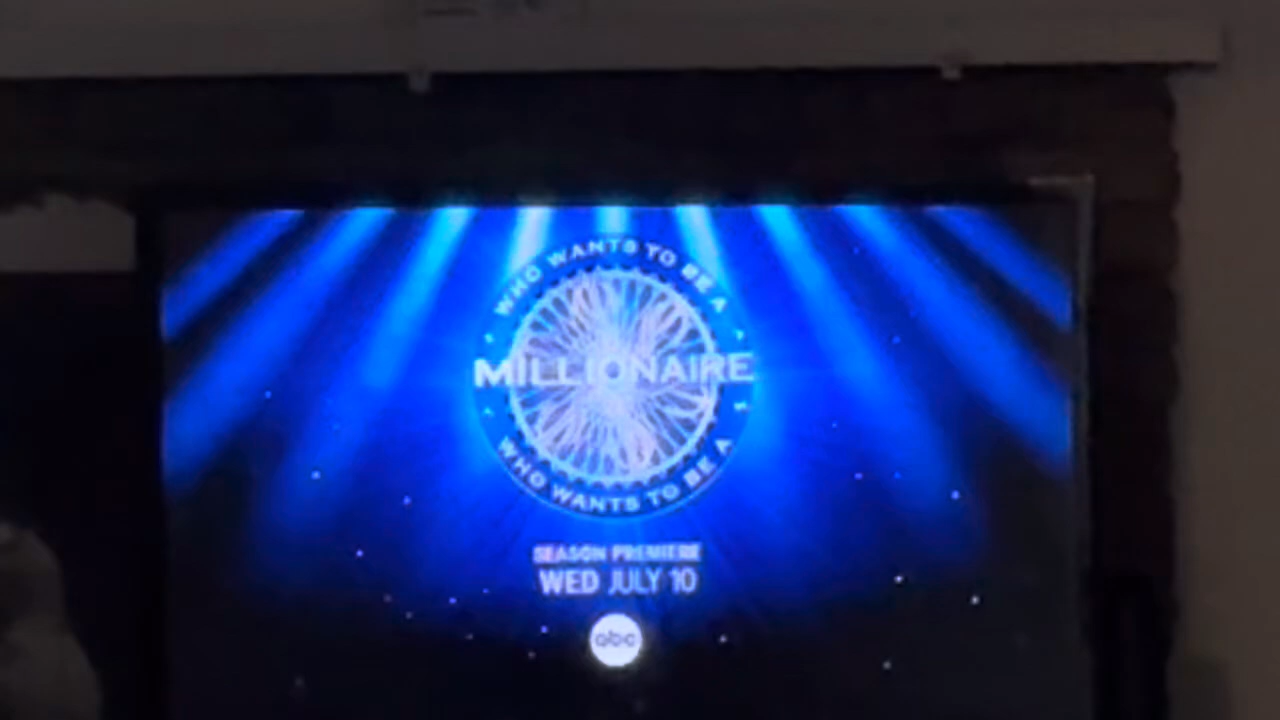 WHO WANTS TO BE A
MILLIONAIRE
WHO WANTS TO BE A
SEASON PREMIERE
WED JULY 10
abc